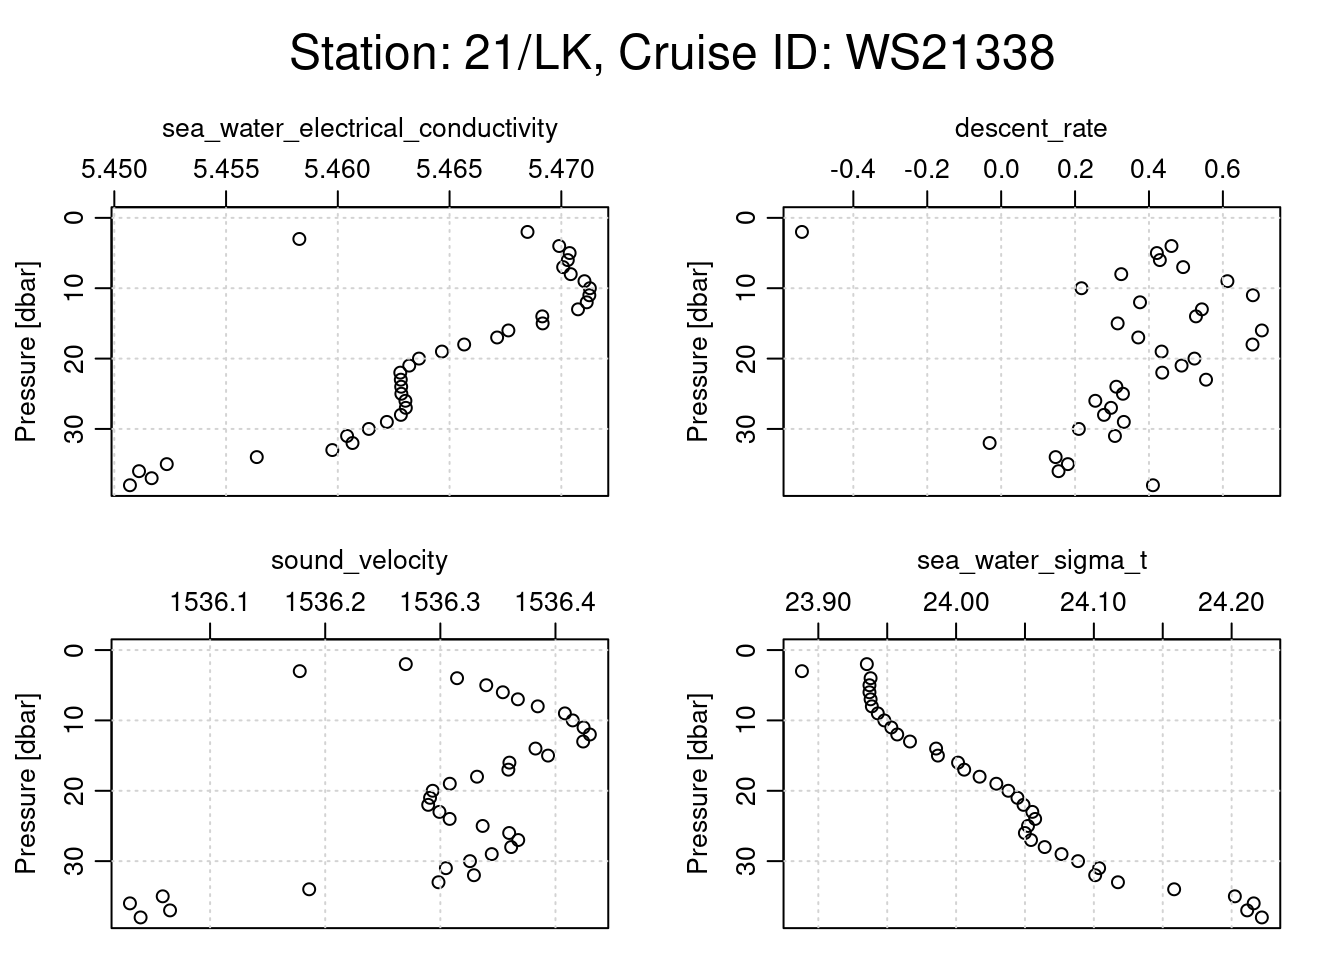 Station: 21/LK, Cruise ID: WS21338
sea_water_electrical_conductivity
5.450 5.455 5.460 5.465 5.470
0
10
20
30
Pressure [dbar]
descent_rate
-0.4 -0.2 0.0 0.2 0.4 0.6
0
10
20
30
Pressure [dbar]
sound_velocity
1536.1 1536.2 1536.3 1536.4
0
10
20
30
Pressure [dbar]
sea_water_sigma_t
23.90 24.00 24.10 24.20
0
10
20
30
Pressure [dbar]